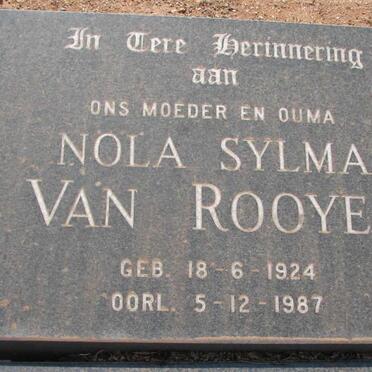 In Tere Herinnering
aan
ONS MOEDER EN OUMA
NOLA SYLMA
VAN ROOYE
GEB. 18-6-1924
OORL. 5-12-1987